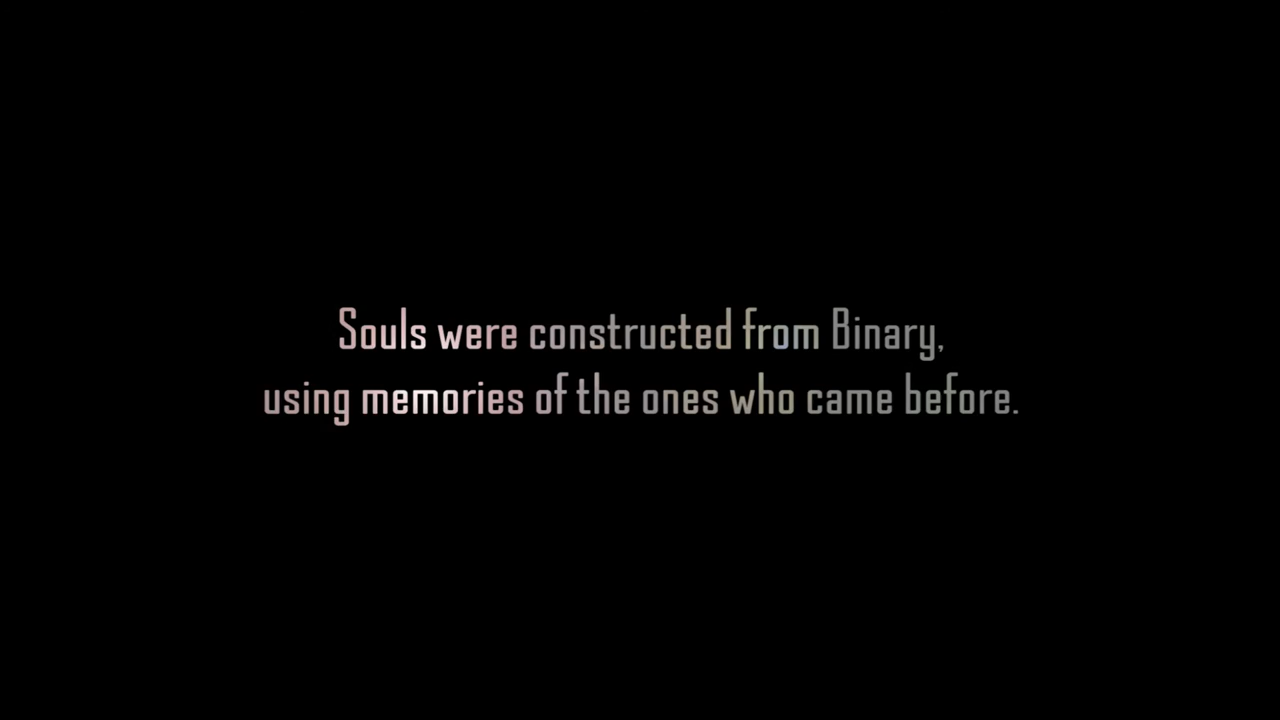 Souls were constructed from Binary,
using memories of the ones who came before.